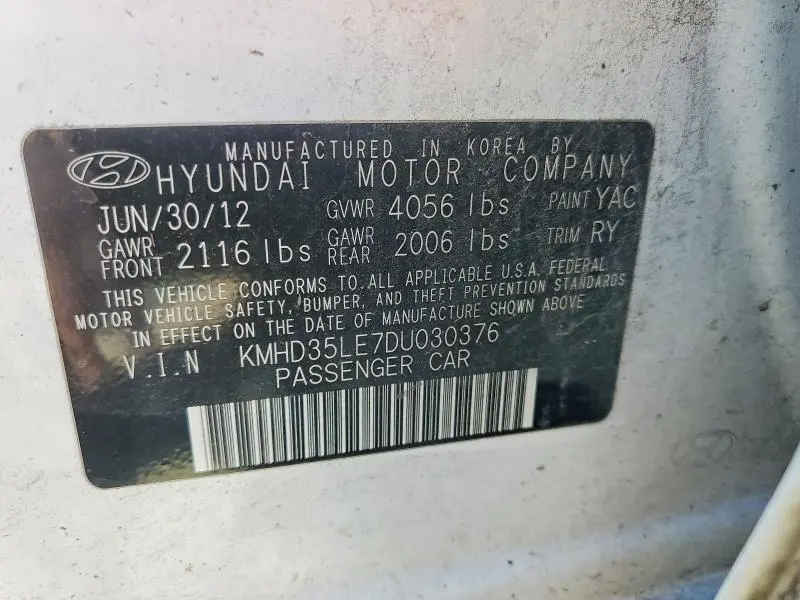 MANUFACTURED IN KOREA BY
HYUNDAI MOTOR COMPANY
JUN/30/12 GVWR 4056 lbs PAINT YAC
GAWR FRONT 2116 lbs GAWR REAR 2006 lbs TRIM RY
THIS VEHICLE CONFORMS TO ALL APPLICABLE U.S.A. FEDERAL
MOTOR VEHICLE SAFETY, BUMPER, AND THEFT PREVENTION STANDARDS
IN EFFECT ON THE DATE OF MANUFACTURE SHOWN ABOVE
V.I.N KMHD35LE7DU030376
PASSENGER CAR